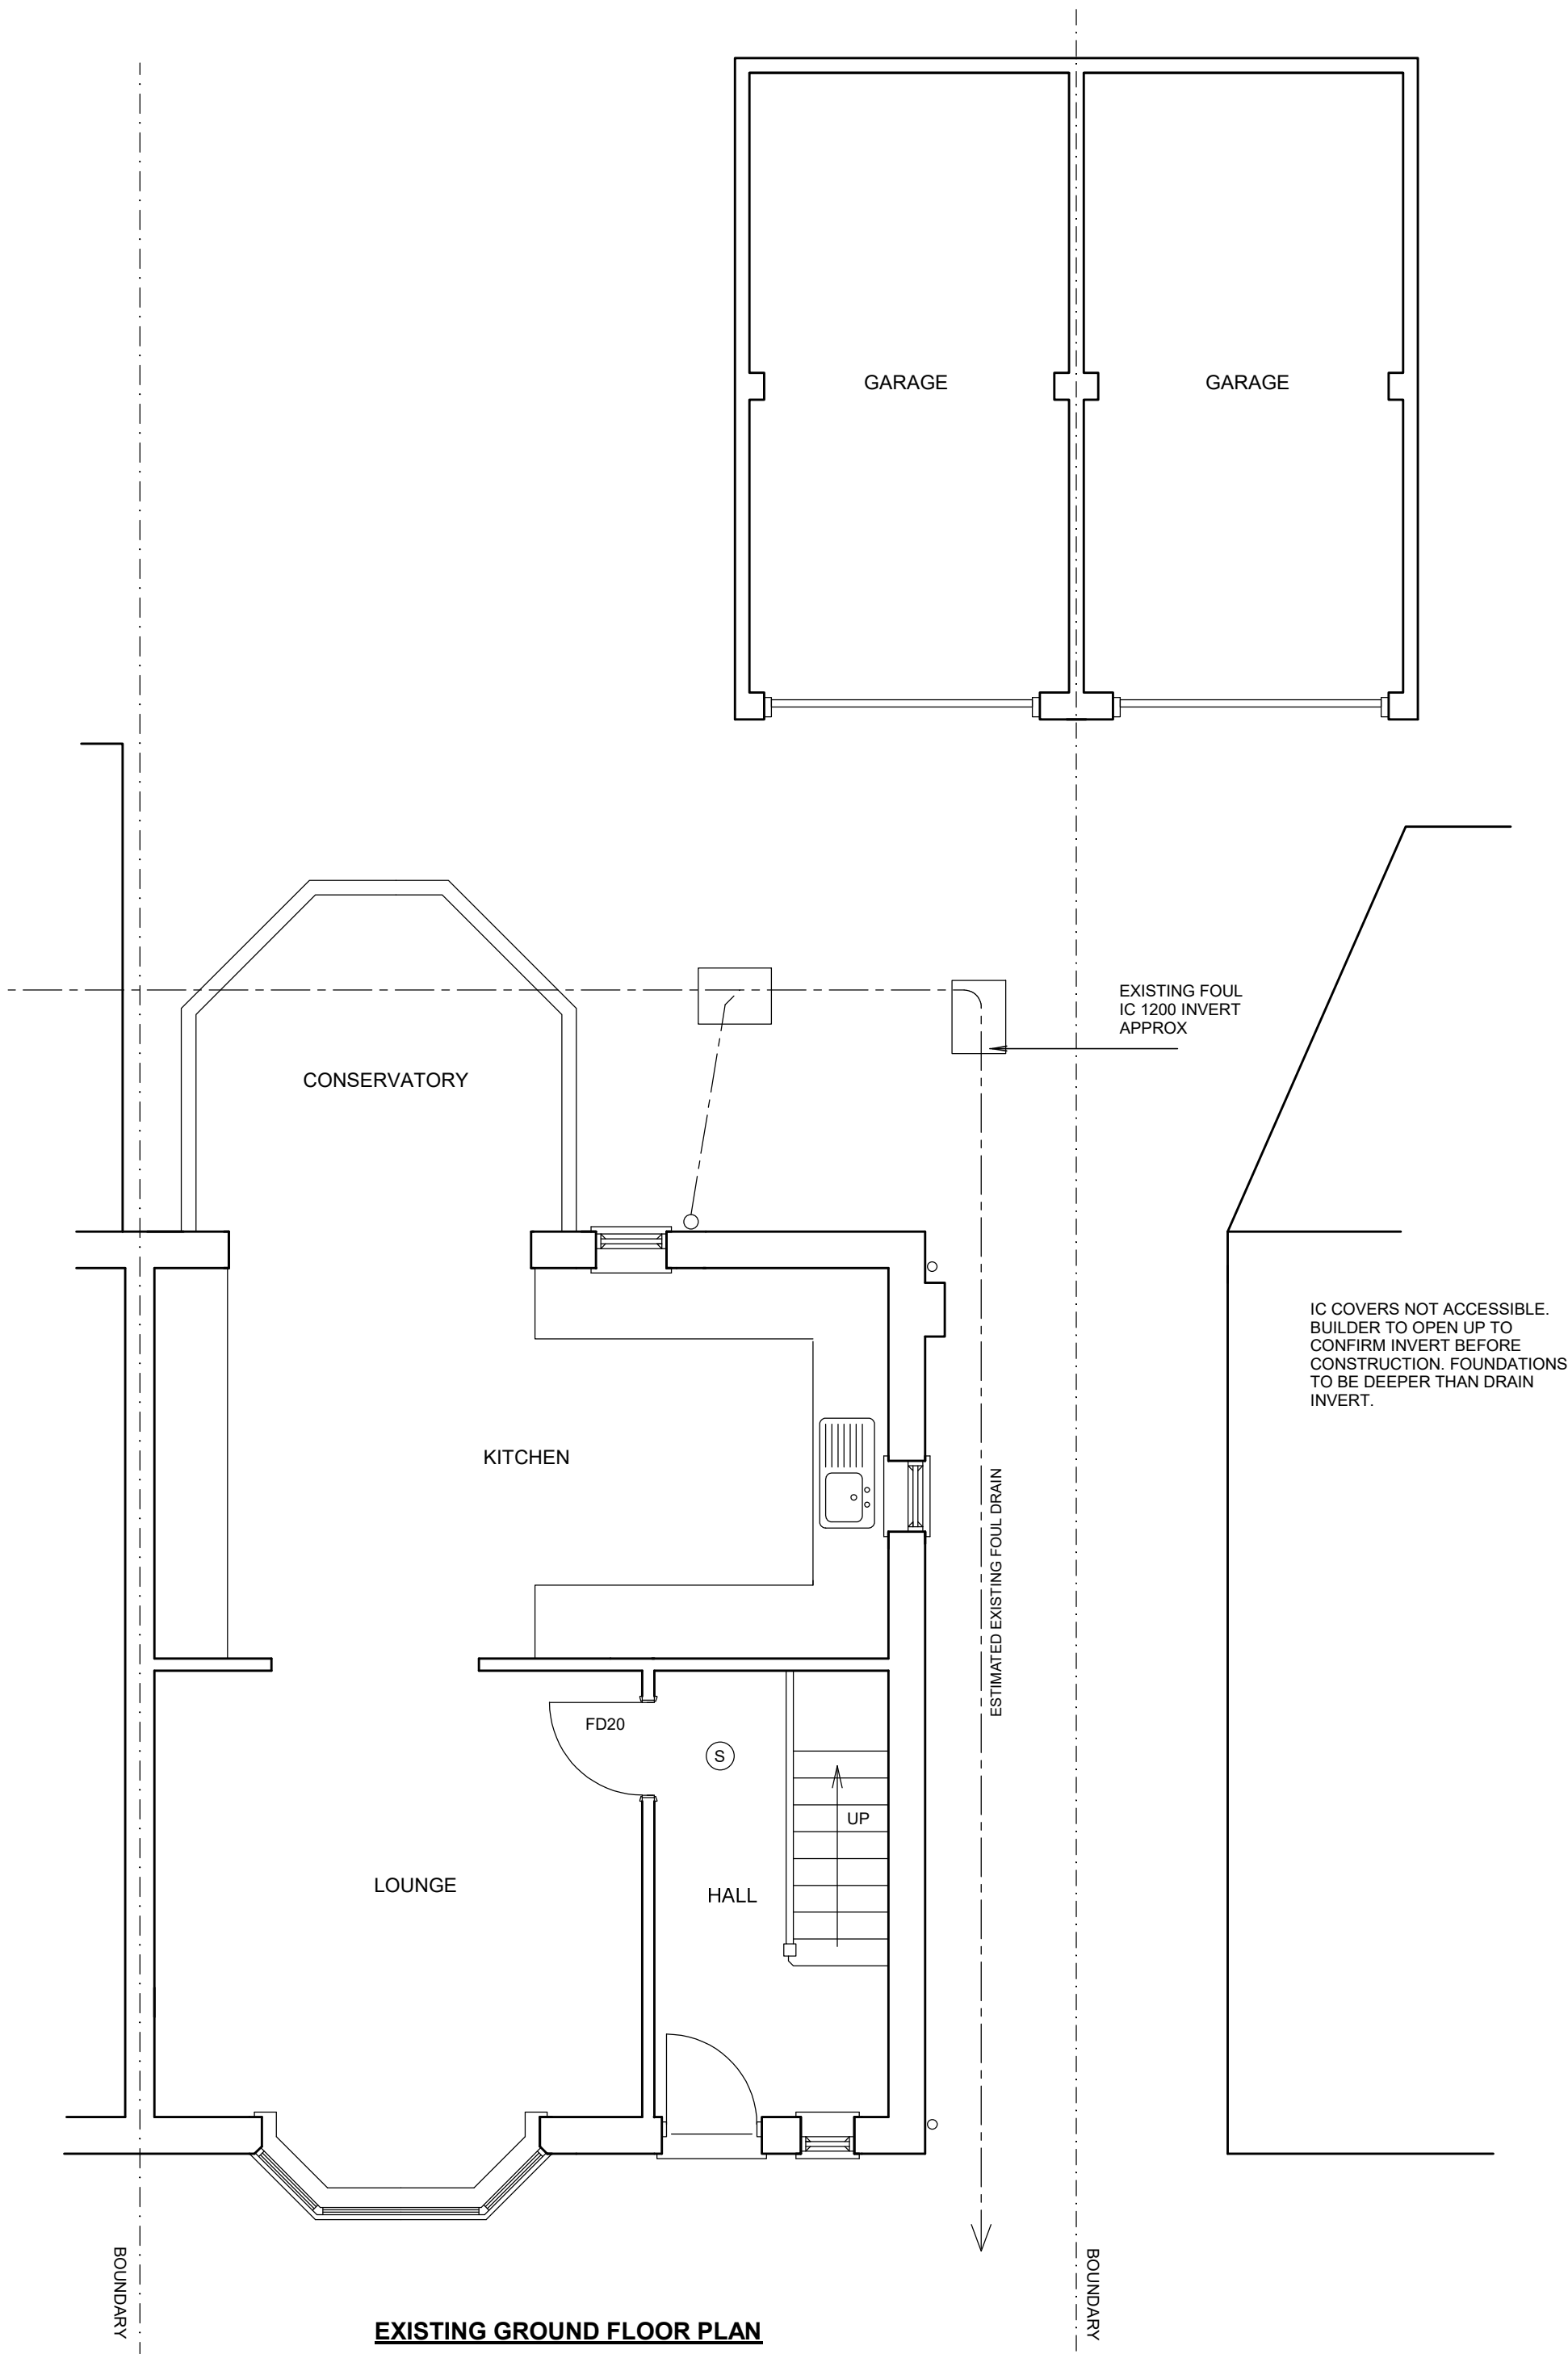 GARAGE
GARAGE
EXISTING FOUL
IC 1200 INVERT
APPROX
CONSERVATORY
IC COVERS NOT ACCESSIBLE.
BUILDER TO OPEN UP TO
CONFIRM INVERT BEFORE
CONSTRUCTION. FOUNDATIONS
TO BE DEEPER THAN DRAIN
INVERT.
KITCHEN
ESTIMATED EXISTING FOUL DRAIN
FD20
S
UP
LOUNGE
HALL
BOUNDARY
BOUNDARY
EXISTING GROUND FLOOR PLAN